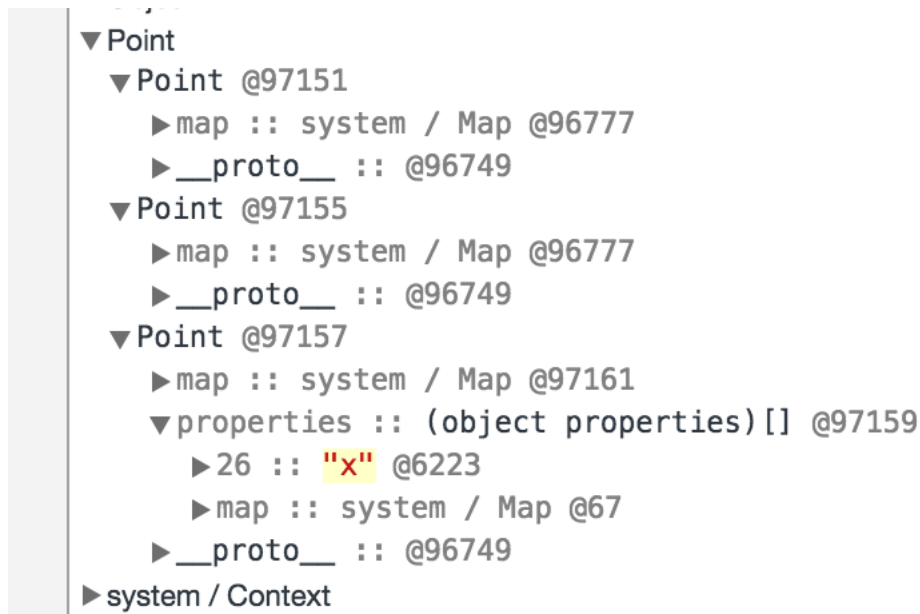 Point
Point @97151
map :: system / Map @96777
__proto__ :: @96749
Point @97155
map :: system / Map @96777
__proto__ :: @96749
Point @97157
map :: system / Map @97161
properties :: (object properties)[] @97159
26 :: "x" @6223
map :: system / Map @67
__proto__ :: @96749
system / Context